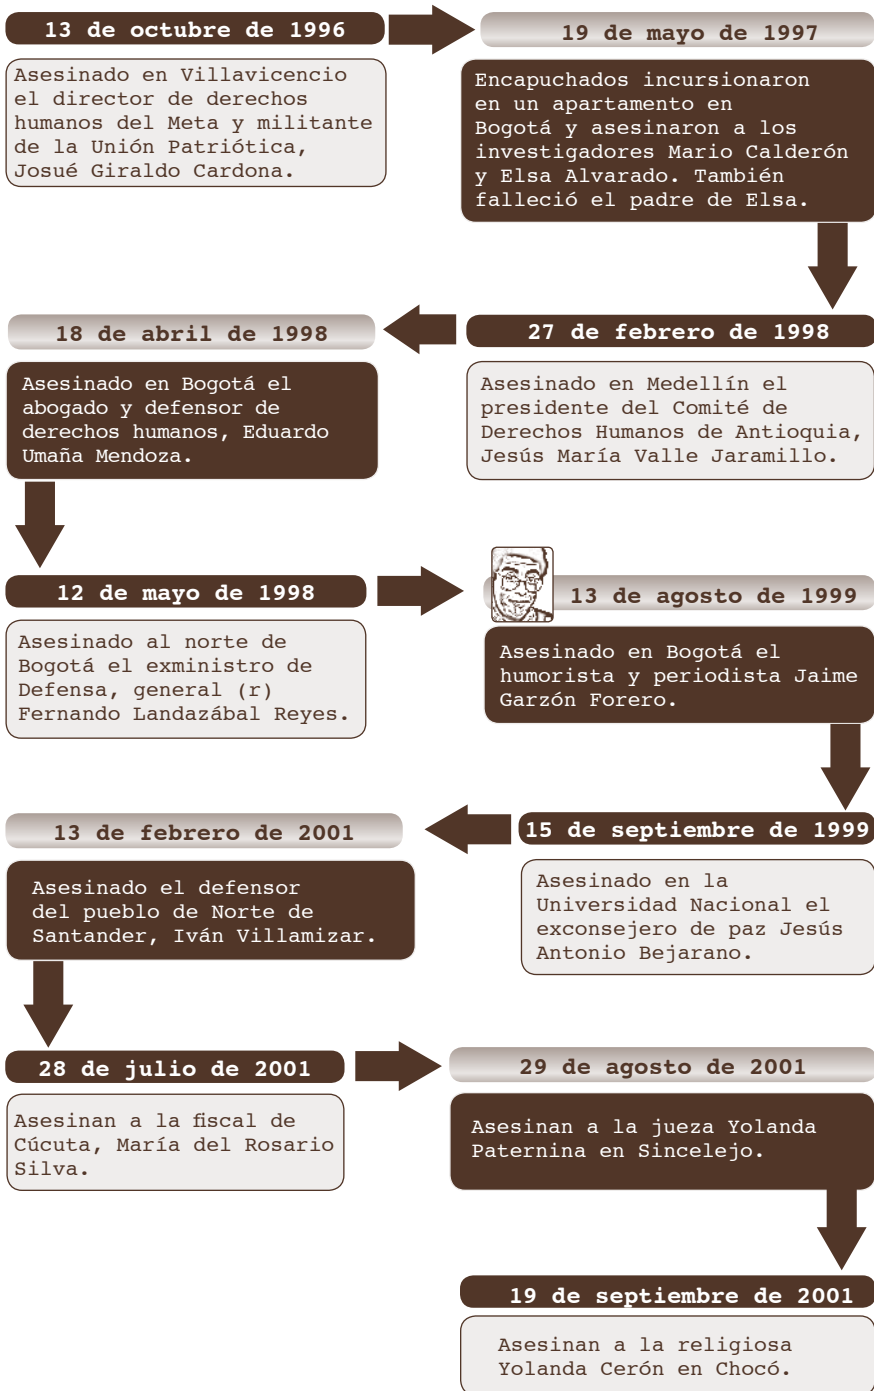 13 de octubre de 1996
Asesinado en Villavicencio
el director de derechos
humanos del Meta y militante
de la Unión Patriótica,
Josué Giraldo Cardona.
19 de mayo de 1997
Encapuchados incursionaron
en un apartamento en
Bogotá y asesinaron a los
investigadores Mario Calderón
y Elsa Alvarado. También
falleció el padre de Elsa.
27 de febrero de 1998
Asesinado en Medellín el
presidente del Comité de
Derechos Humanos de Antioquia,
Jesús María Valle Jaramillo.
18 de abril de 1998
Asesinado en Bogotá el
abogado y defensor de
derechos humanos, Eduardo
Umaña Mendoza.
12 de mayo de 1998
Asesinado al norte de
Bogotá el exministro de
Defensa, general (r)
Fernando Landazábal Reyes.
13 de agosto de 1999
Asesinado en Bogotá el
humorista y periodista Jaime
Garzón Forero.
15 de septiembre de 1999
Asesinado en la
Universidad Nacional el
exconsejero de paz Jesús
Antonio Bejarano.
13 de febrero de 2001
Asesinado el defensor
del pueblo de Norte de
Santander, Iván Villamizar.
28 de julio de 2001
Asesinan a la fiscal de
Cúcuta, María del Rosario
Silva.
29 de agosto de 2001
Asesinan a la jueza Yolanda
Paternina en Sincelejo.
19 de septiembre de 2001
Asesinan a la religiosa
Yolanda Cerón en Chocó.